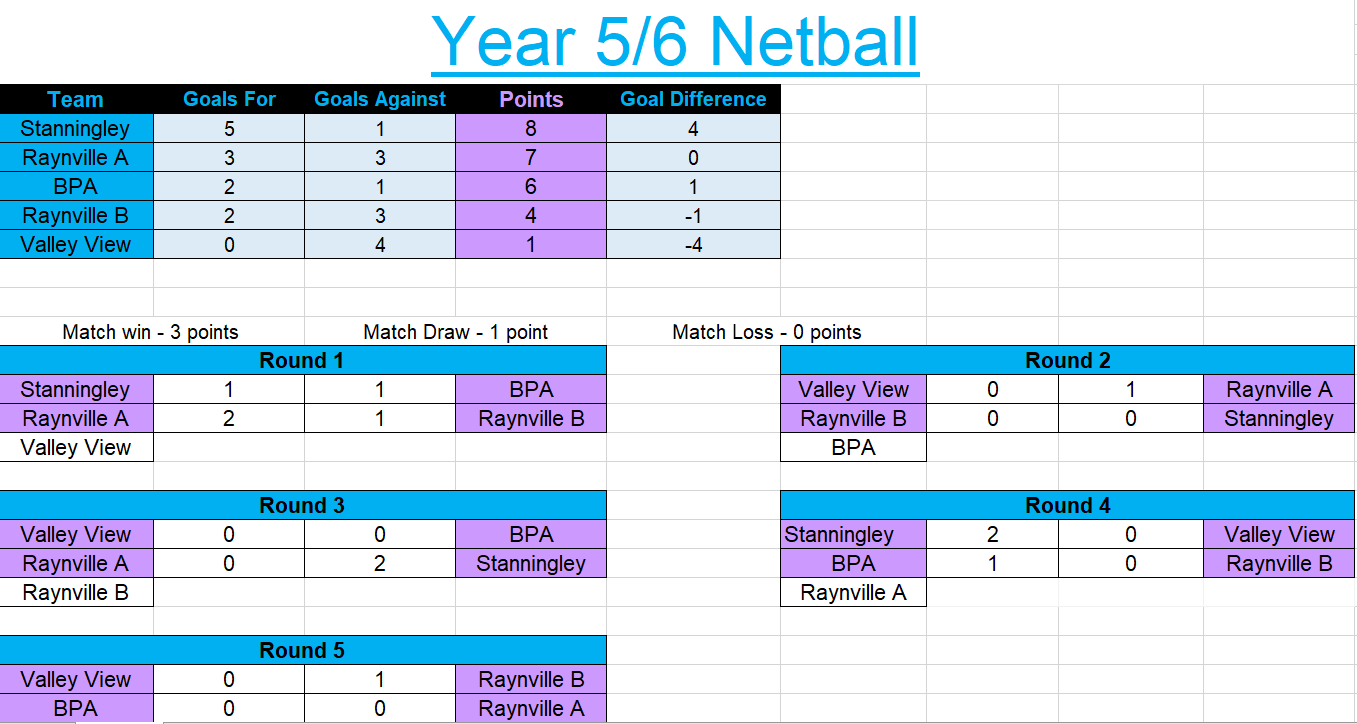 Year 5/6 Netball
Team Goals For Goals Against Points Goal Difference
Stanningley 5 1 8 4
Raynville A 3 3 7 0
BPA 2 1 6 1
Raynville B 2 3 4 -1
Valley View 0 4 1 -4
Match win - 3 points Match Draw - 1 point Match Loss - 0 points
Round 1 Round 2
Stanningley 1 1 BPA Valley View 0 1 Raynville A
Raynville A 2 1 Raynville B Raynville B 0 0 Stanningley
Valley View BPA
Round 3 Round 4
Valley View 0 0 BPA Stanningley 2 0 Valley View
Raynville A 0 2 Stanningley BPA 1 0 Raynville B
Raynville B Raynville A
Round 5
Valley View 0 1 Raynville B
BPA 0 0 Raynville A